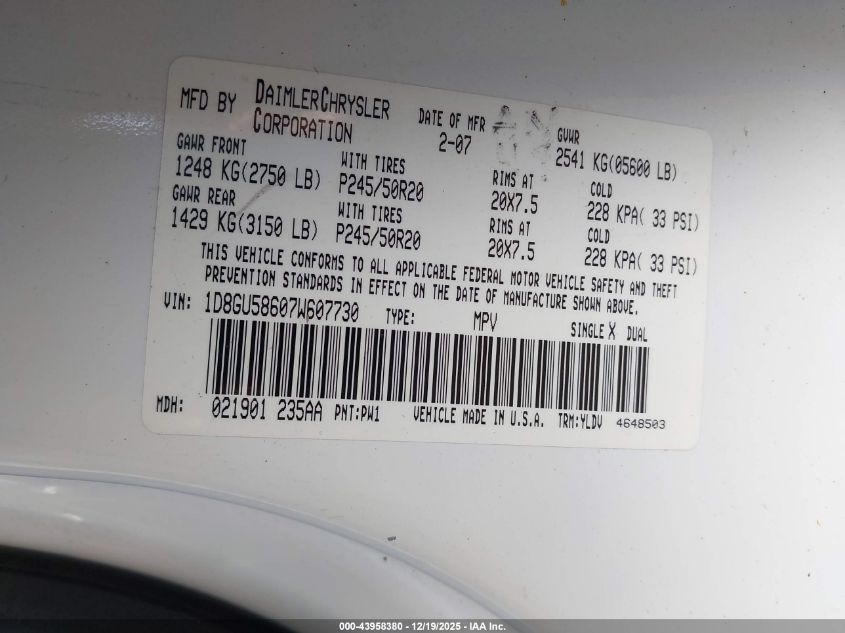 MFD BY DAIMLERCHRYSLER CORPORATION DATE OF MFR 2-07 GVWR 2541 KG(05600 LB)
GAWR FRONT WITH TIRES RIMS AT COLD
1248 KG(2750 LB) P245/50R20 20X7.5 228 KPA( 33 PSI)
GAWR REAR WITH TIRES RIMS AT COLD
1429 KG(3150 LB) P245/50R20 20X7.5 228 KPA( 33 PSI)
THIS VEHICLE CONFORMS TO ALL APPLICABLE FEDERAL MOTOR VEHICLE SAFETY AND THEFT
PREVENTION STANDARDS IN EFFECT ON THE DATE OF MANUFACTURE SHOWN ABOVE.
VIN: 1D8GU58607W607730 TYPE: MPV SINGLE X DUAL
MDH: 021901 235AA PNT:PW1 VEHICLE MADE IN U.S.A. TRM:YLDV 4648503
000-43958380 - 12/19/2025 - IAA Inc.